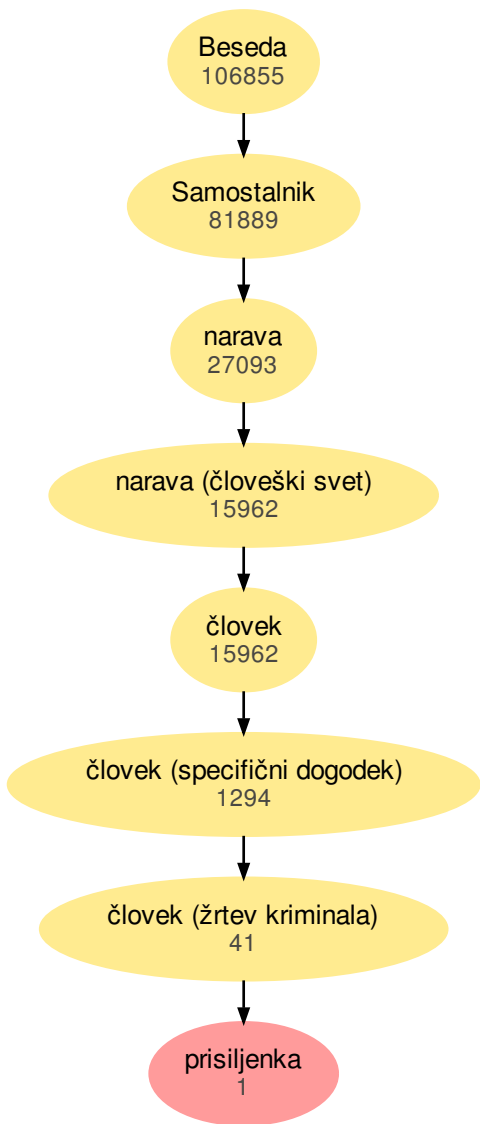 Beseda
106855
Samostalnik
81889
narava
27093
narava (človeški svet)
15962
človek
15962
človek (specifični dogodek)
1294
človek (žrtev kriminala)
41
prisiljenka
1